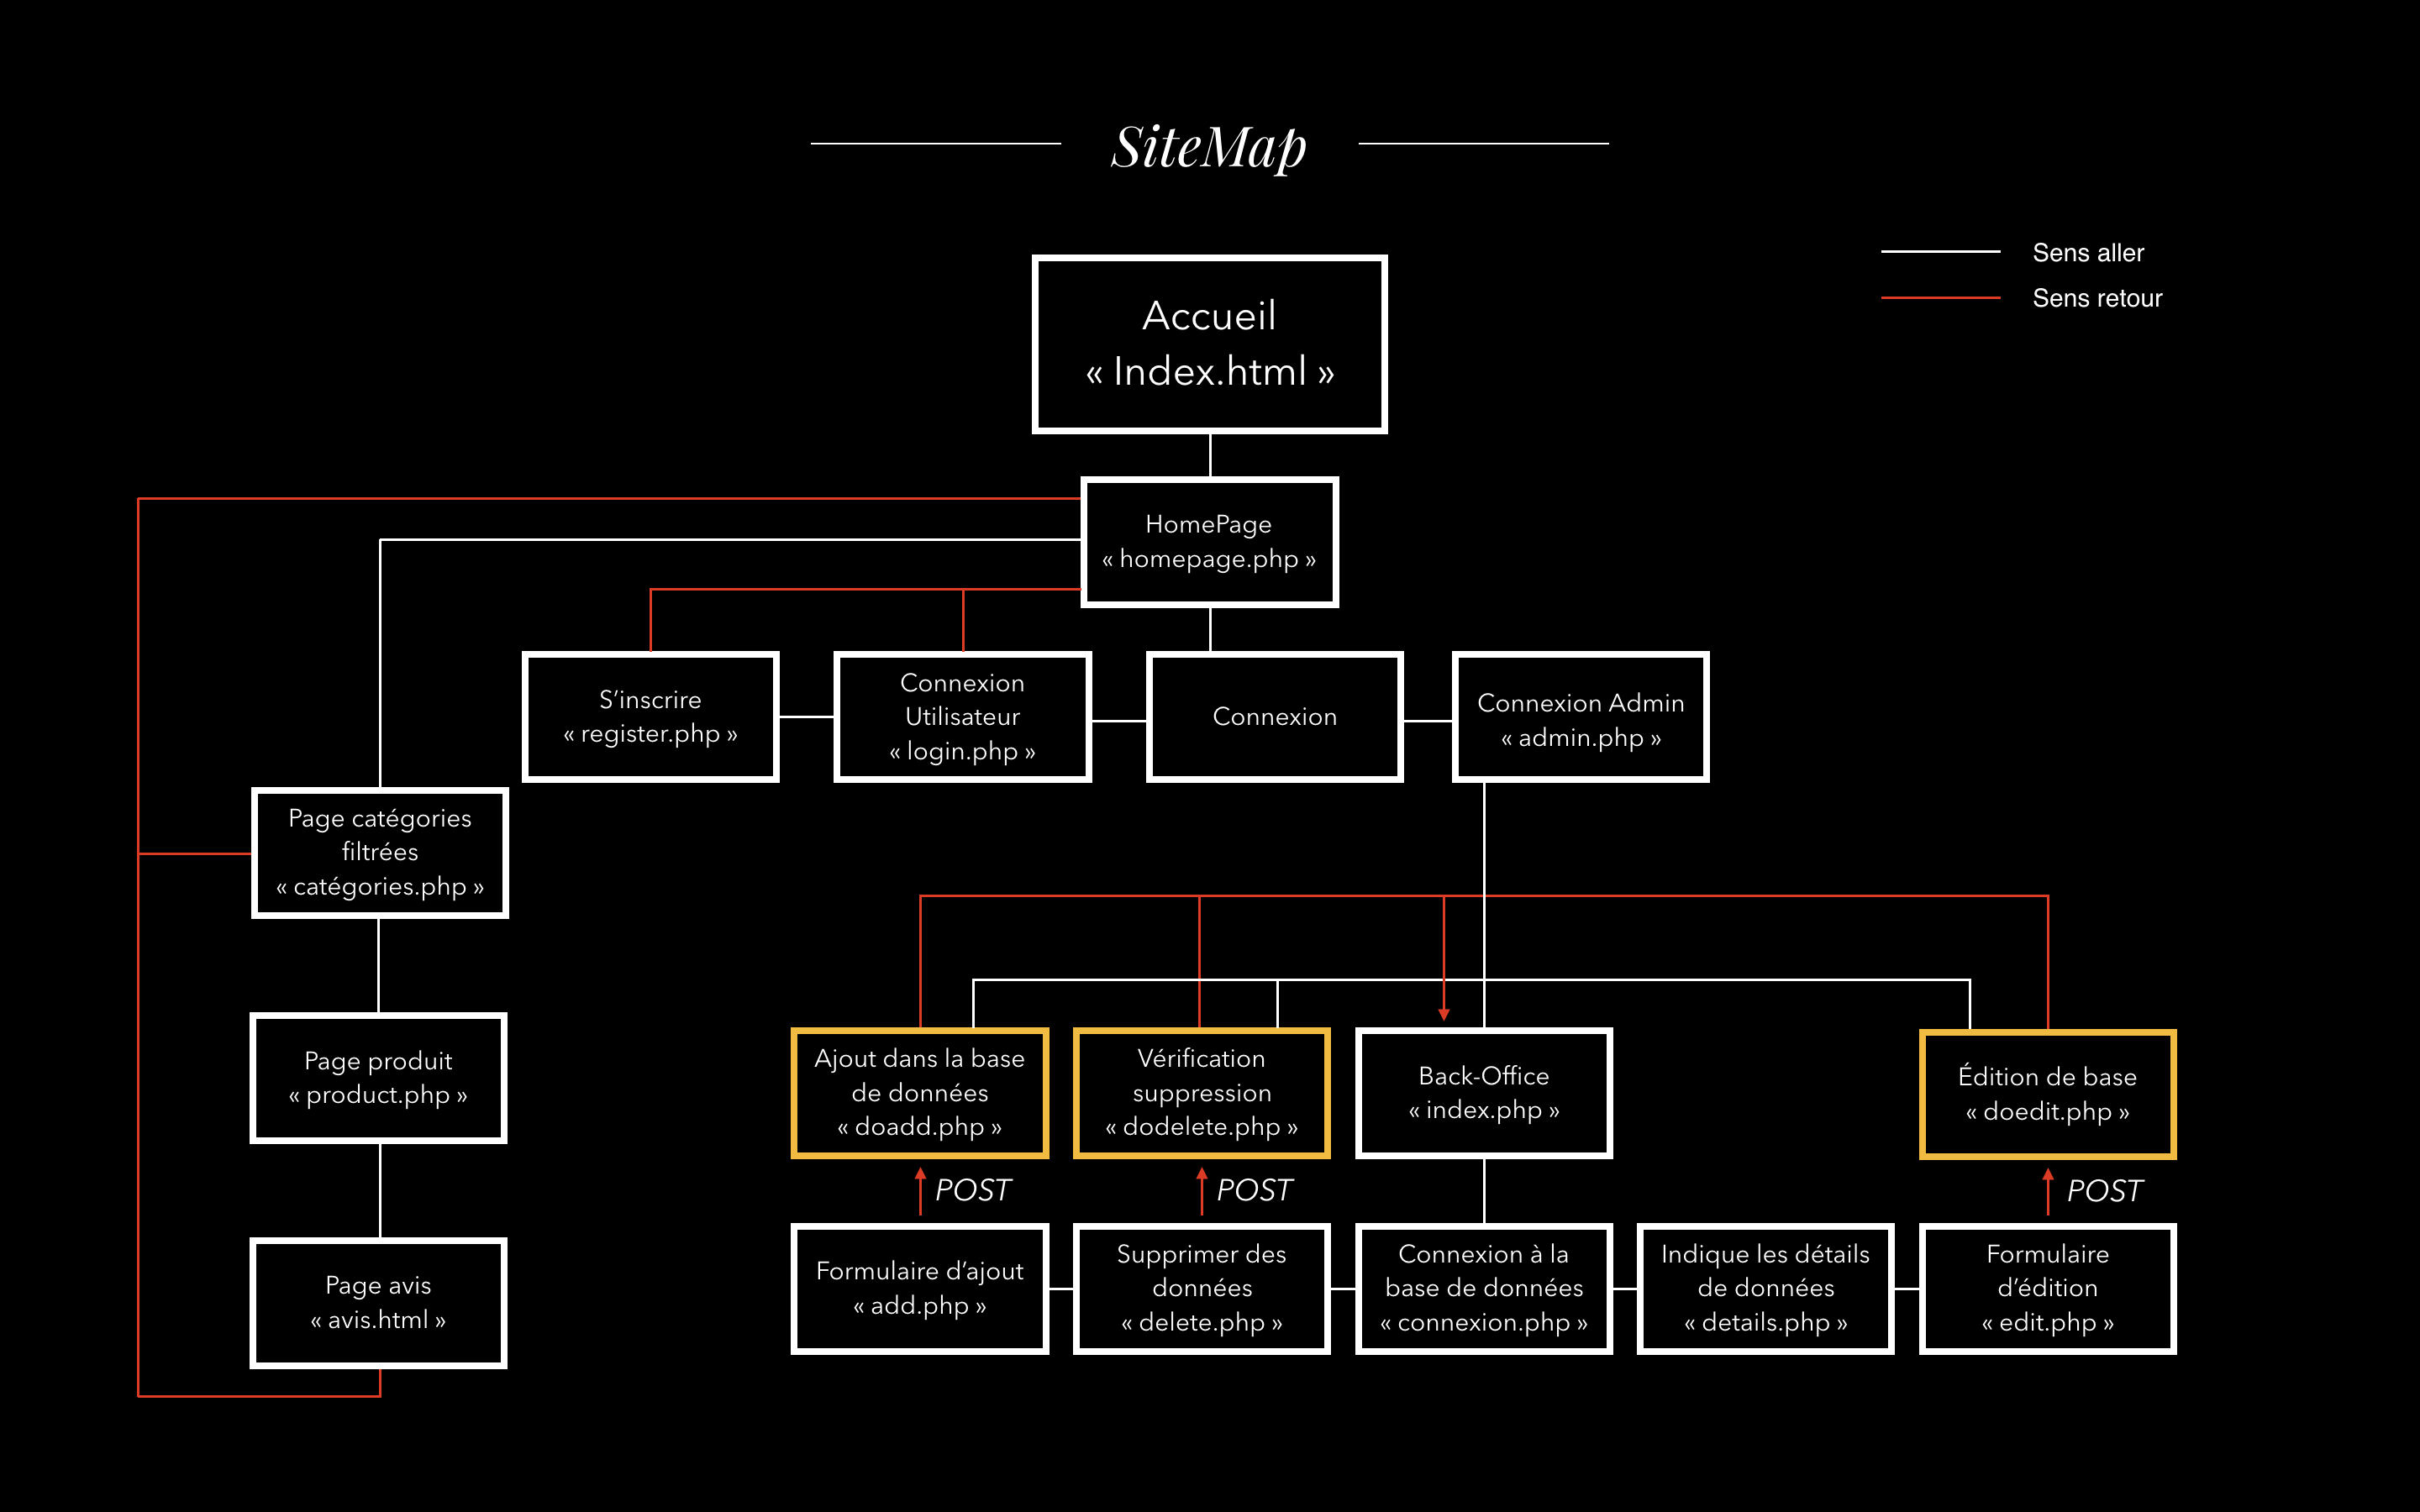 SiteMap
Sens aller
Sens retour
Accueil
« Index.html »
HomePage
« homepage.php »
S’inscrire
« register.php »
Connexion
Utilisateur
« login.php »
Connexion
Connexion Admin
« admin.php »
Page catégories
filtrées
« catégories.php »
Page produit
« product.php »
Page avis
« avis.html »
Ajout dans la base
de données
« doadd.php »
Vérification
suppression
« dodelete.php »
Back-Office
« index.php »
Édition de base
« doedit.php »
POST
POST
POST
Formulaire d’ajout
« add.php »
Supprimer des
données
« delete.php »
Connexion à la
base de données
« connexion.php »
Indique les détails
de données
« details.php »
Formulaire
d’édition
« edit.php »